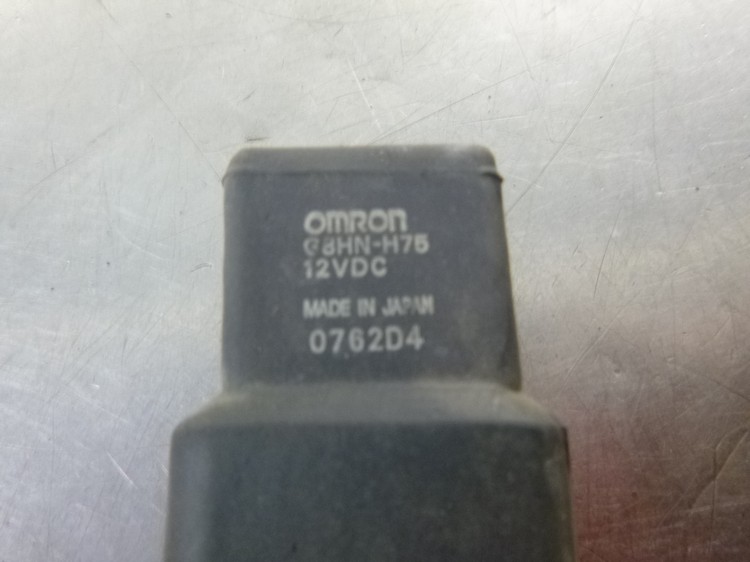 OMRON
G8HN-H75
12VDC
MADE IN JAPAN
0762D4